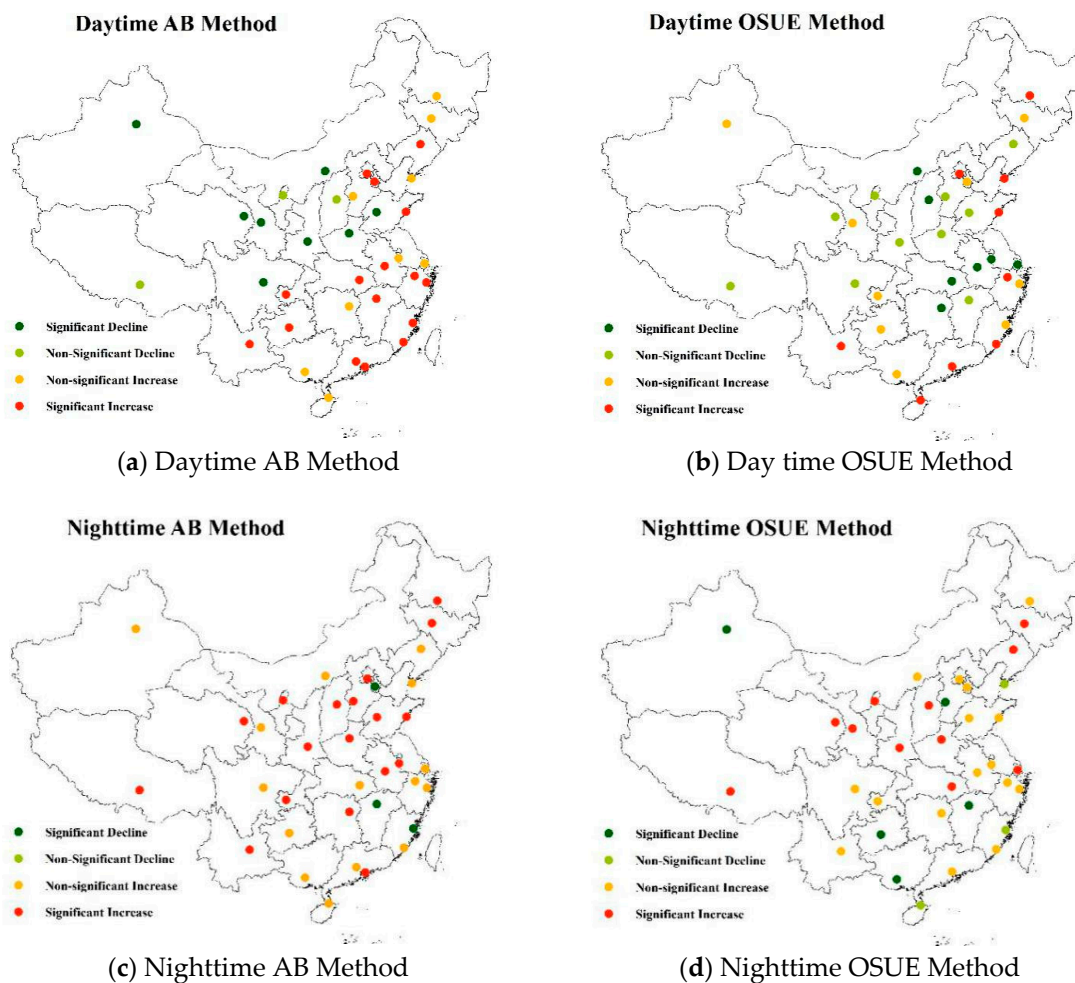 Daytime AB Method
Significant Decline
Non-Significant Decline
Non-significant Increase
Significant Increase
(a) Daytime AB Method
Daytime OSUE Method
Significant Decline
Non-Significant Decline
Non-significant Increase
Significant Increase
(b) Day time OSUE Method
Nighttime AB Method
Significant Decline
Non-Significant Decline
Non-significant Increase
Significant Increase
(c) Nighttime AB Method
Nighttime OSUE Method
Significant Decline
Non-Significant Decline
Non-significant Increase
Significant Increase
(d) Nighttime OSUE Method